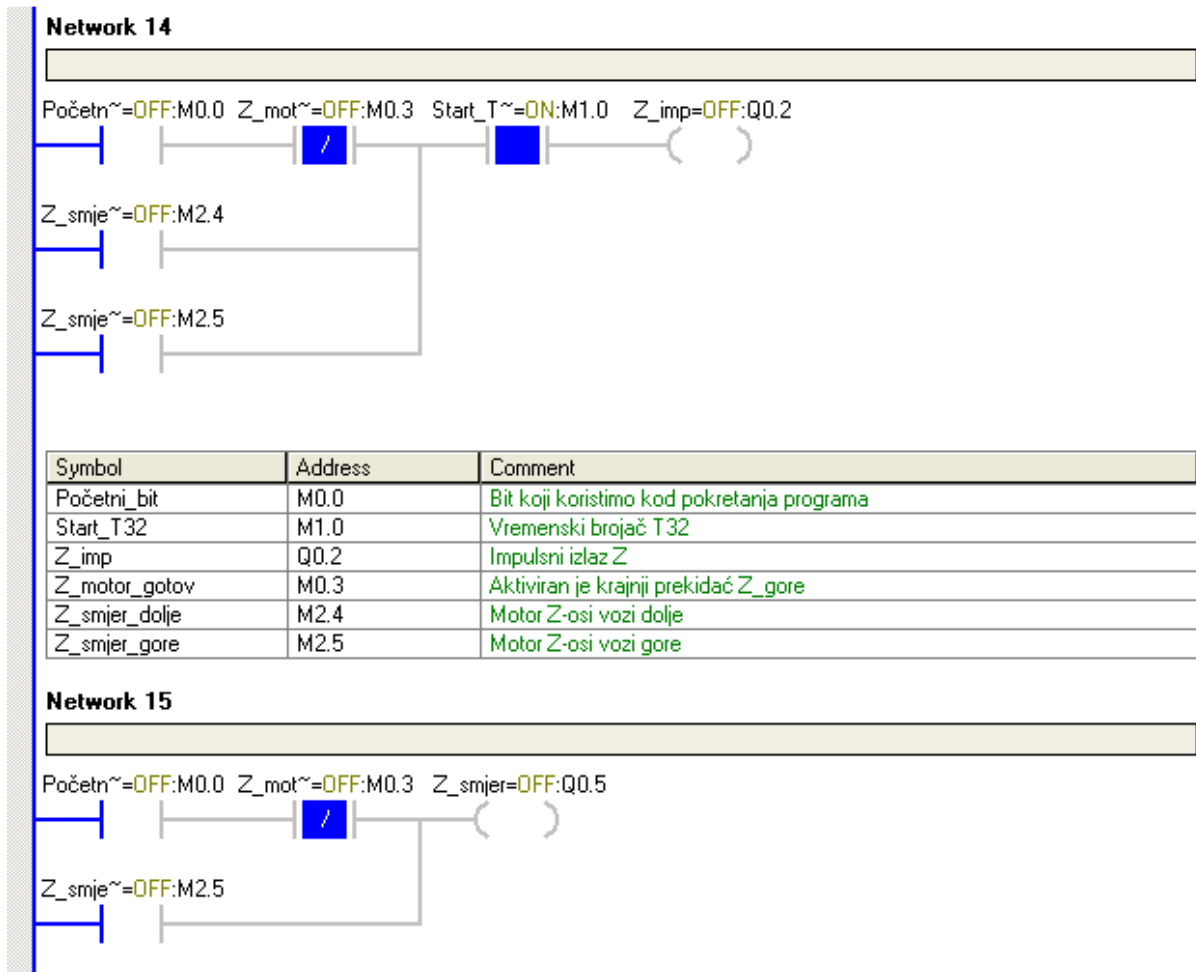 Network 14
Početn~=OFF:M0.0 Z_mot~=OFF:M0.3 Start_T~=ON:M1.0 Z_imp=OFF:Q0.2
/
Z_smje~=OFF:M2.4
Z_smje~=OFF:M2.5
Symbol Address Comment
Početni_bit M0.0 Bit koji koristimo kod pokretanja programa
Start_T32 M1.0 Vremenski brojač T32
Z_imp Q0.2 Impulsni izlaz Z
Z_motor_gotov M0.3 Aktiviran je krajnji prekidać Z_gore
Z_smjer_dolje M2.4 Motor Z-osi vozi dolje
Z_smjer_gore M2.5 Motor Z-osi vozi gore
Network 15
Početn~=OFF:M0.0 Z_mot~=OFF:M0.3 Z_smjer=OFF:Q0.5
/
Z_smje~=OFF:M2.5